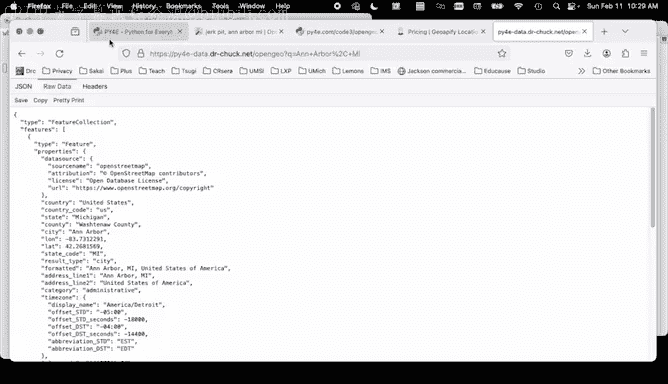 Firefox File Edit View History Bookmarks Tools Window Help
Sun Feb 11 10:29 AM
PY4E - Python for Everyb
jerk pit, ann arbor mi | Du
py4e.com/code3/openge
Pricing | Geoapify Locatio
py4e-data.dr-chuck.net/open
https://py4e-data.dr-chuck.net/opengeo?q=Ann+Arbor%2C+MI
Drc Privacy Sakai Plus Teach Tsugi CRsera UMSI LXP UMich Lemons IMS Jackson commercia... Educause Studio Other Bookmarks
JSON Raw Data Headers
Save Copy Pretty Print
{
"type": "FeatureCollection",
"features": [
{
"type": "Feature",
"properties": {
"datasource": {
"sourcename": "openstreetmap",
"attribution": "© OpenStreetMap contributors",
"license": "Open Database License",
"url": "https://www.openstreetmap.org/copyright"
},
"country": "United States",
"country_code": "us",
"state": "Michigan",
"county": "Washtenaw County",
"city": "Ann Arbor",
"lon": -83.7312291,
"lat": 42.2681569,
"state_code": "MI",
"result_type": "city",
"formatted": "Ann Arbor, MI, United States of America",
"address_line1": "Ann Arbor, MI",
"address_line2": "United States of America",
"category": "administrative",
"timezone": {
"display_name": "America/Detroit",
"offset_STD": "-05:00",
"offset_STD_seconds": -18000,
"offset_DST": "-04:00",
"offset_DST_seconds": -14400,
"abbreviation_STD": "EST",
"abbreviation_DST": "EDT"
}